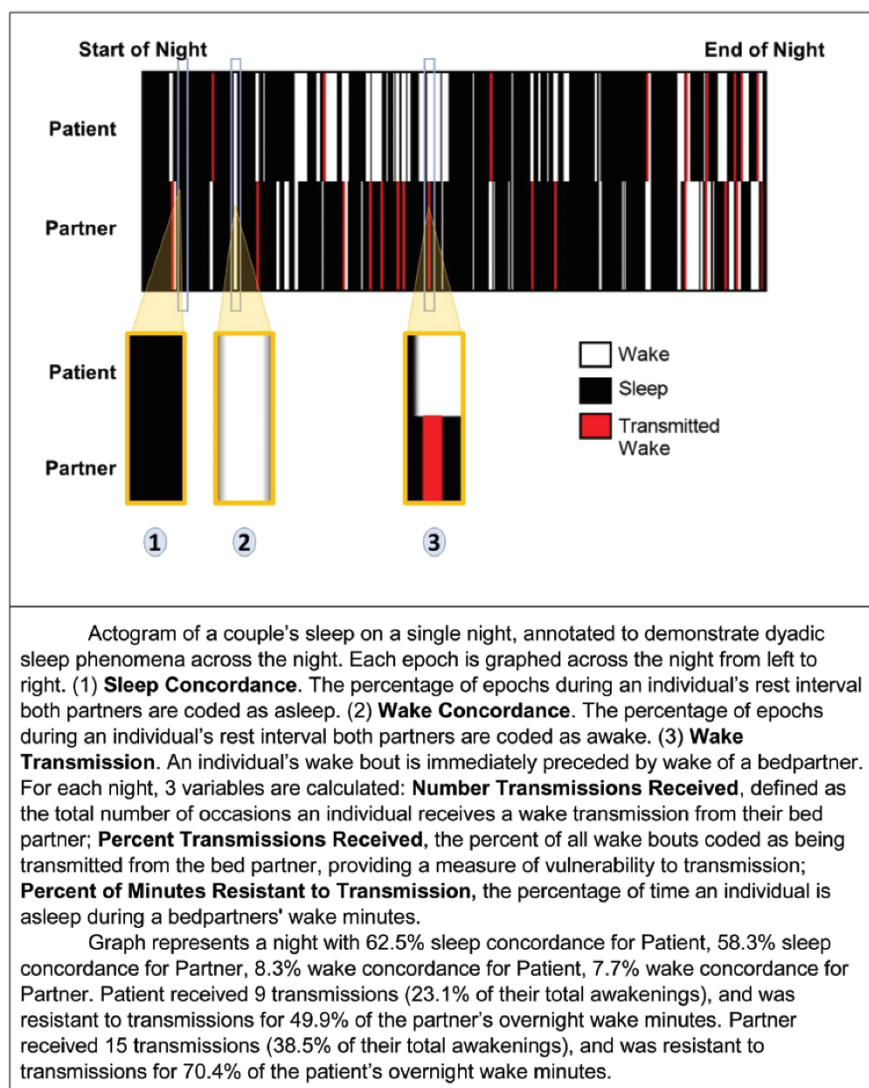 Start of Night
End of Night
Patient
Partner
Patient
Partner
Wake
Sleep
Transmitted
Wake
1
2
3
Actogram of a couple's sleep on a single night, annotated to demonstrate dyadic
sleep phenomena across the night. Each epoch is graphed across the night from left to
right. (1) Sleep Concordance. The percentage of epochs during an individual's rest interval
both partners are coded as asleep. (2) Wake Concordance. The percentage of epochs
during an individual's rest interval both partners are coded as awake. (3) Wake
Transmission. An individual's wake bout is immediately preceded by wake of a bedpartner.
For each night, 3 variables are calculated: Number Transmissions Received, defined as
the total number of occasions an individual receives a wake transmission from their bed
partner; Percent Transmissions Received, the percent of all wake bouts coded as being
transmitted from the bed partner, providing a measure of vulnerability to transmission;
Percent of Minutes Resistant to Transmission, the percentage of time an individual is
asleep during a bedpartners' wake minutes.
Graph represents a night with 62.5% sleep concordance for Patient, 58.3% sleep
concordance for Partner, 8.3% wake concordance for Patient, 7.7% wake concordance for
Partner. Patient received 9 transmissions (23.1% of their total awakenings), and was
resistant to transmissions for 49.9% of the partner's overnight wake minutes. Partner
received 15 transmissions (38.5% of their total awakenings), and was resistant to
transmissions for 70.4% of the patient's overnight wake minutes.